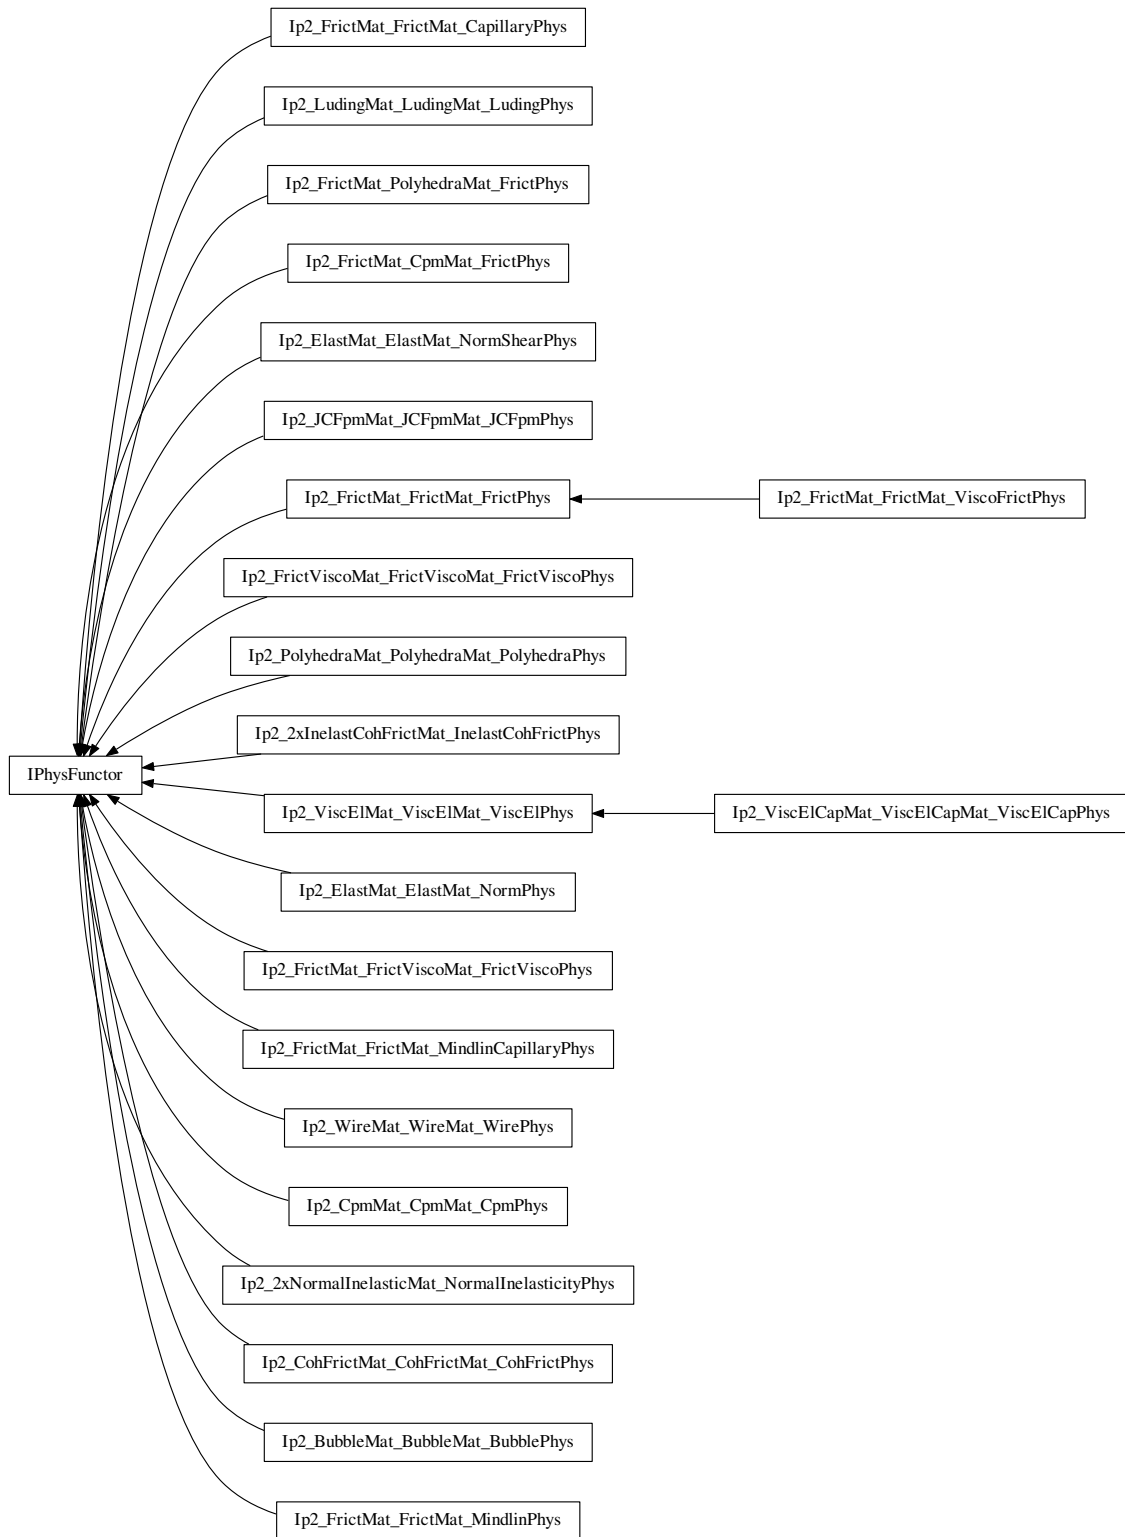 Ip2_FrictMat_FrictMat_CapillaryPhys
Ip2_LudingMat_LudingMat_LudingPhys
Ip2_FrictMat_PolyhedraMat_FrictPhys
Ip2_FrictMat_CpmMat_FrictPhys
Ip2_ElastMat_ElastMat_NormShearPhys
Ip2_JCFpmMat_JCFpmMat_JCFpmPhys
Ip2_FrictMat_FrictMat_FrictPhys
Ip2_FrictMat_FrictMat_ViscoFrictPhys
Ip2_FrictViscoMat_FrictViscoMat_FrictViscoPhys
Ip2_PolyhedraMat_PolyhedraMat_PolyhedraPhys
Ip2_2xInelastCohFrictMat_InelastCohFrictPhys
IPhysFunctor
Ip2_ViscElMat_ViscElMat_ViscElPhys
Ip2_ViscElCapMat_ViscElCapMat_ViscElCapPhys
Ip2_ElastMat_ElastMat_NormPhys
Ip2_FrictMat_FrictViscoMat_FrictViscoPhys
Ip2_FrictMat_FrictMat_MindlinCapillaryPhys
Ip2_WireMat_WireMat_WirePhys
Ip2_CpmMat_CpmMat_CpmPhys
Ip2_2xNormalInelasticMat_NormalInelasticityPhys
Ip2_CohFrictMat_CohFrictMat_CohFrictPhys
Ip2_BubbleMat_BubbleMat_BubblePhys
Ip2_FrictMat_FrictMat_MindlinPhys